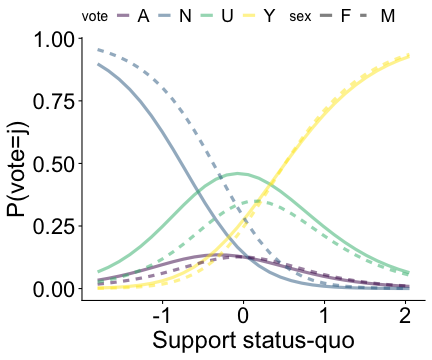 vote A N U Y sex F M
P(vote=j)
1.00
0.75
0.50
0.25
0.00
-1 0 1 2
Support status-quo